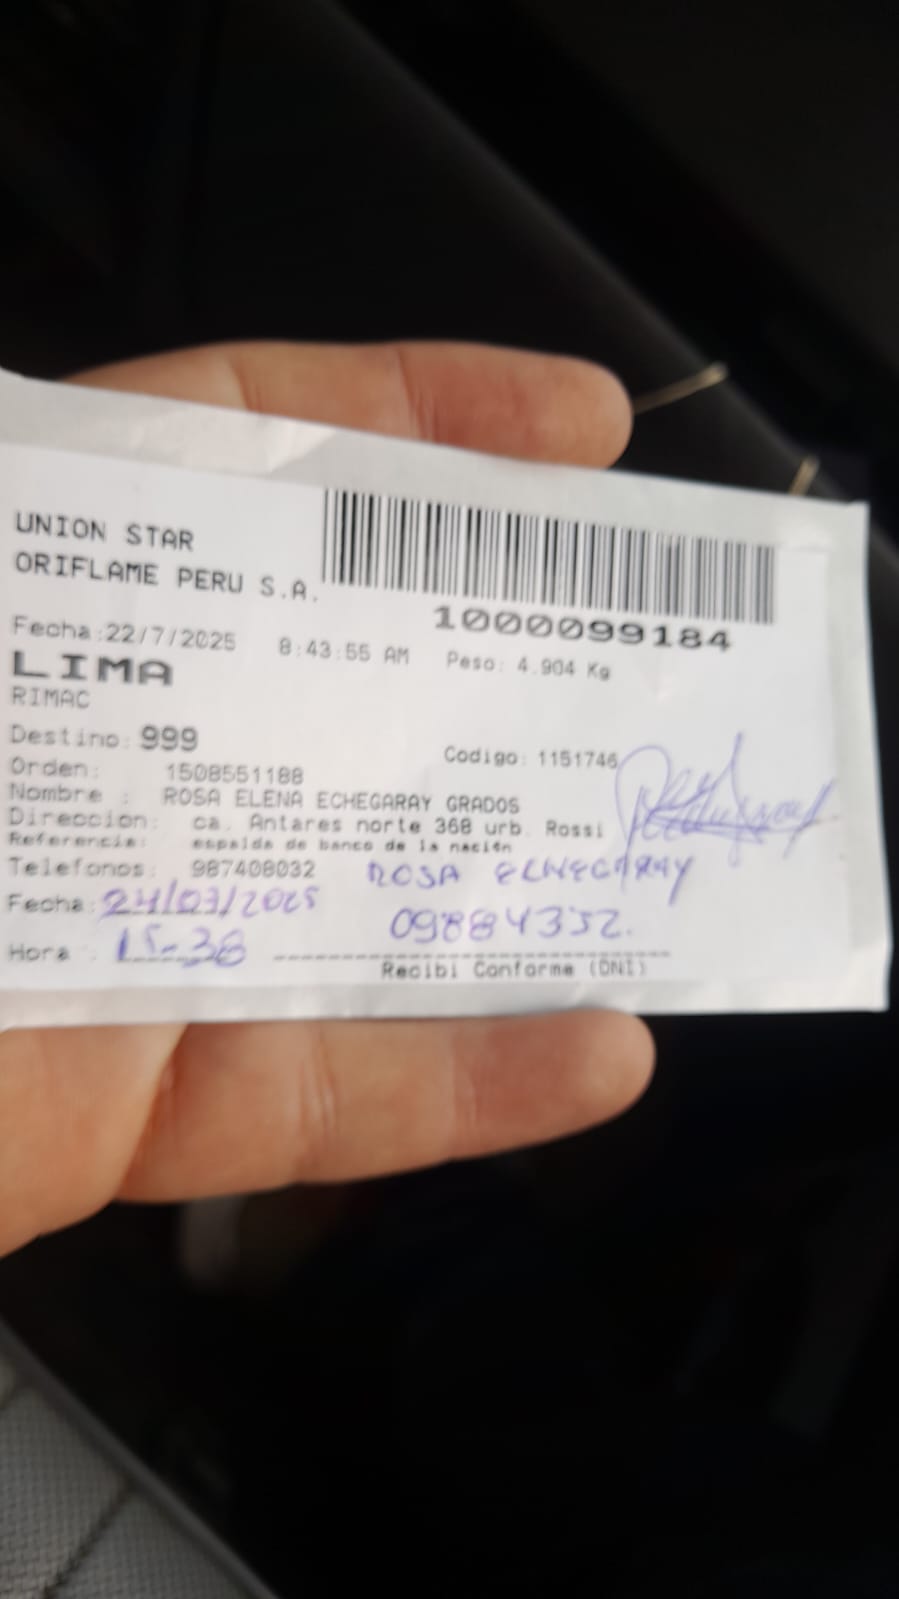 UNION STAR
ORIFLAME PERU S.A.
1000099184
Fecha:22/7/2025 8:43:55 AM Peso: 4.904 Kg
LIMA
RIMAC
Destino: 999
Codigo: 1151746
Orden: 1508551188
Nombre : ROSA ELENA ECHEGARAY GRADOS
Direccion: ca. Antares norte 368 urb. Rossi
Referencia: espalda de banco de la nación
Telefonos: 987408032
ROSA ECHEGARAY
Fecha: 24/07/2025
09884352.
Hora : 15-38
Recibi Conforme (DNI)